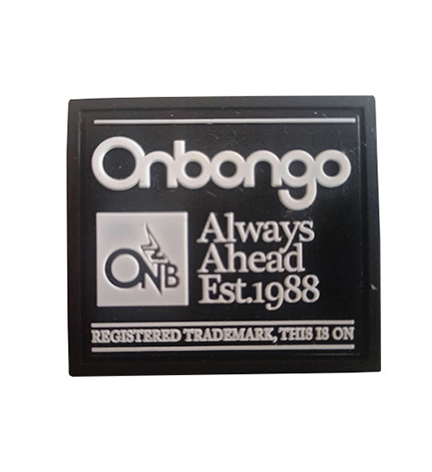 Onbongo
ONB
Always
Ahead
Est.1988
REGISTERED TRADEMARK, THIS IS ON